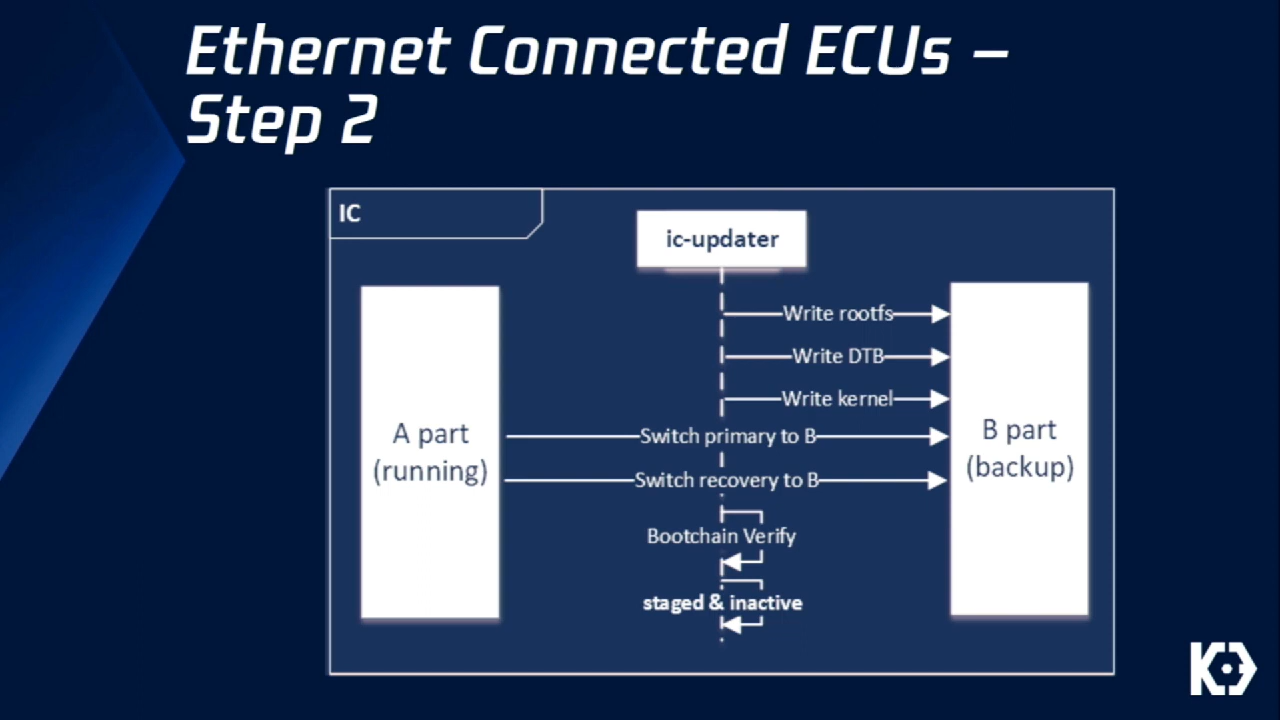 Ethernet Connected ECUs –
Step 2
IC
ic-updater
Write rootfs
Write DTB
Write kernel
A part
(running)
Switch primary to B
Switch recovery to B
B part
(backup)
Bootchain Verify
staged & inactive